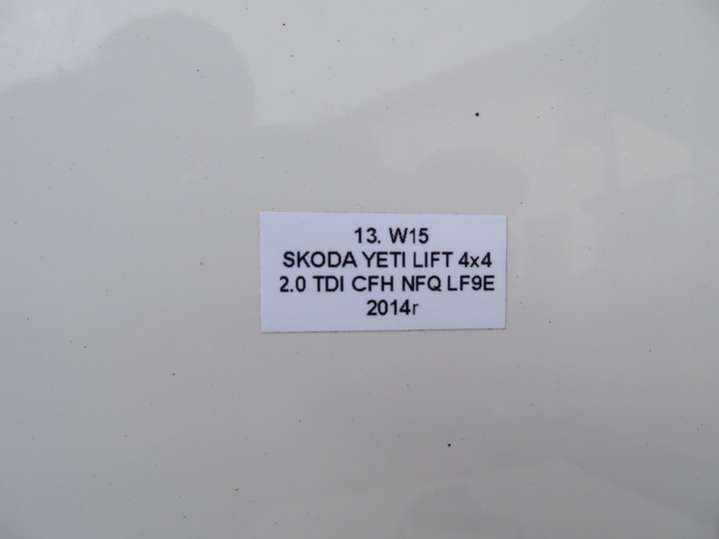 13. W15
SKODA YETI LIFT 4x4
2.0 TDI CFH NFQ LF9E
2014r